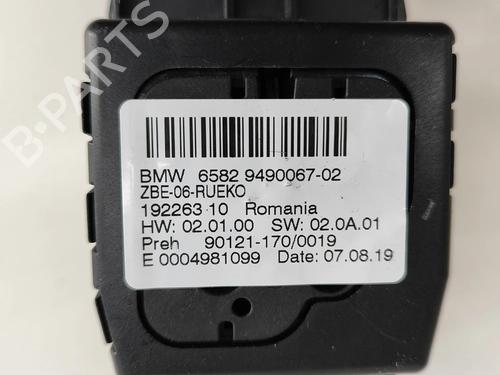 B-PARTS
BMW 6582 9490067-02
ZBE-06-RUEKO
192263 10 Romania
HW: 02.01.00 SW: 02.0A.01
Preh 90121-170/0019
E 0004981099 Date: 07.08.19